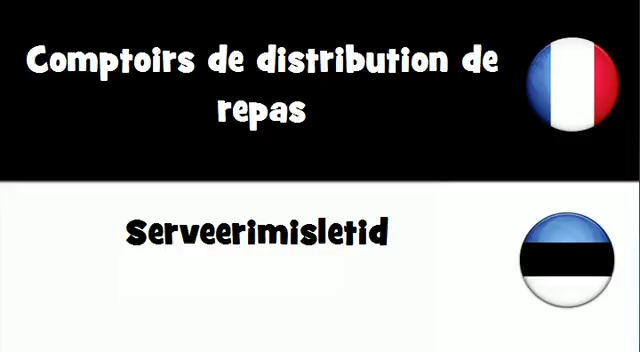 Comptoirs de distribution de
repas
Serveerimisletid